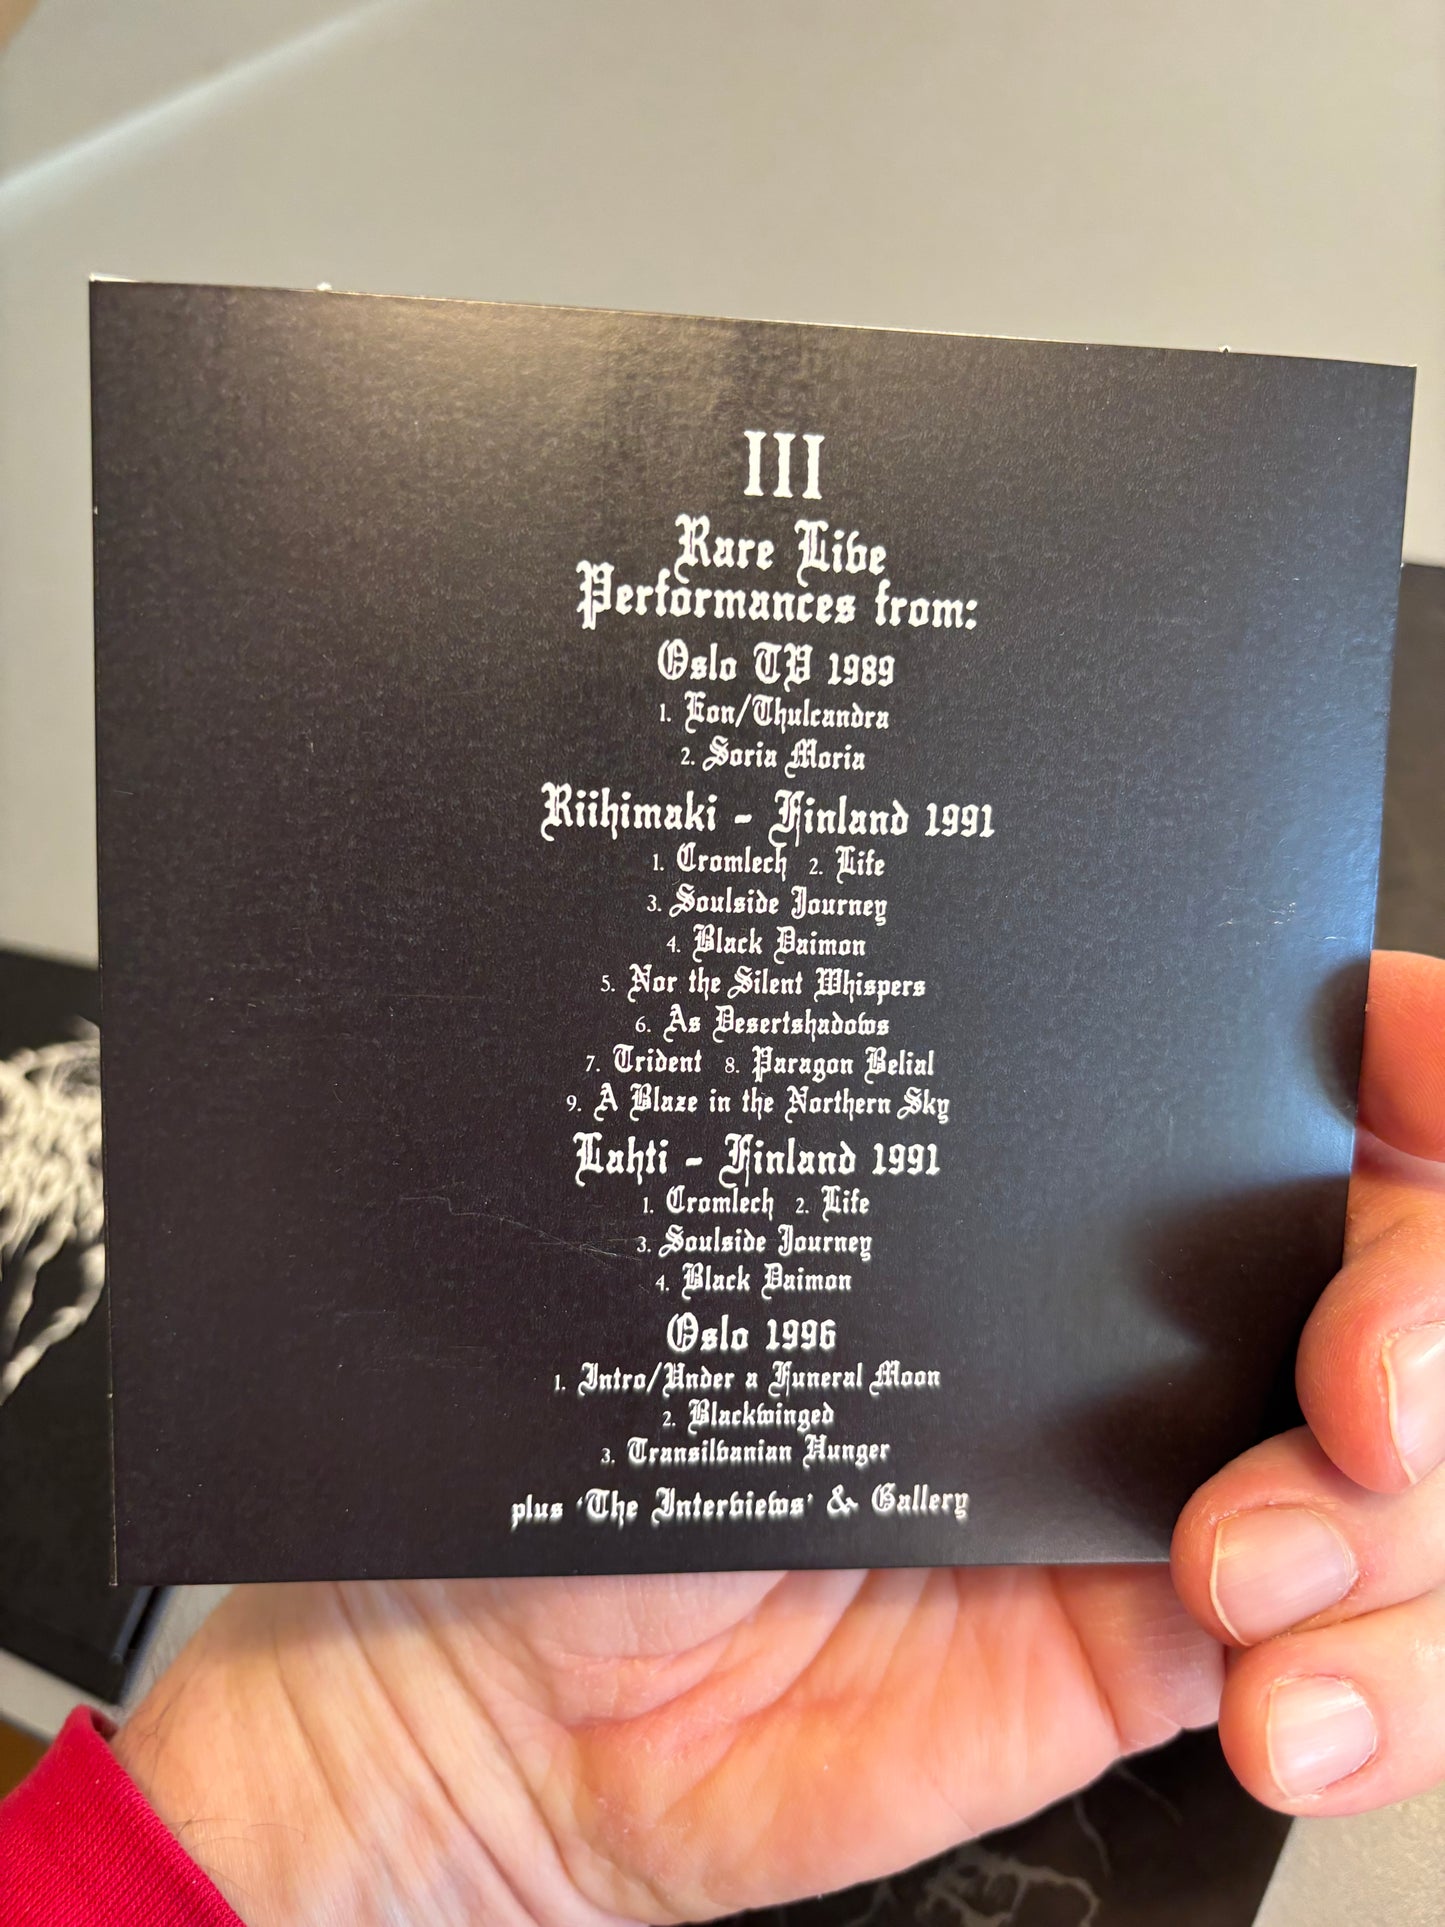 III
Rare Live
Performances from:
Oslo TV 1989
1. Eon/Thulcandra
2. Soria Moria
Riihimaki - Finland 1991
1. Cromlech 2. Life
3. Soulside Journey
4. Black Daimon
5. Nor the Silent Whispers
6. As Desertshadows
7. Trident 8. Paragon Belial
9. A Blaze in the Northern Sky
Lahti - Finland 1991
1. Cromlech 2. Life
3. Soulside Journey
4. Black Daimon
Oslo 1996
1. Intro/Under a Funeral Moon
2. Blackwinged
3. Transilvanian Hunger
plus 'The Interviews' & Gallery